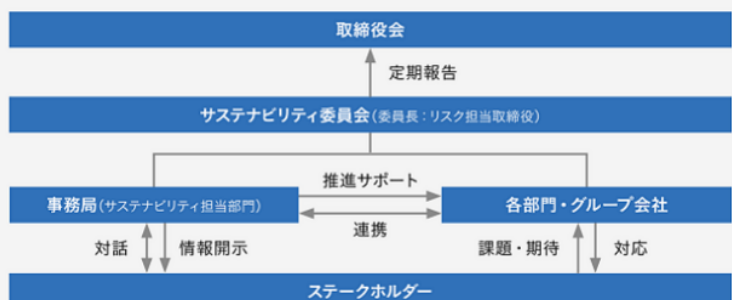 取締役会
定期報告
サステナビリティ委員会(委員長:リスク担当取締役)
推進サポート
事務局(サステナビリティ担当部門)
各部門・グループ会社
連携
対話
情報開示
課題・期待
対応
ステークホルダー